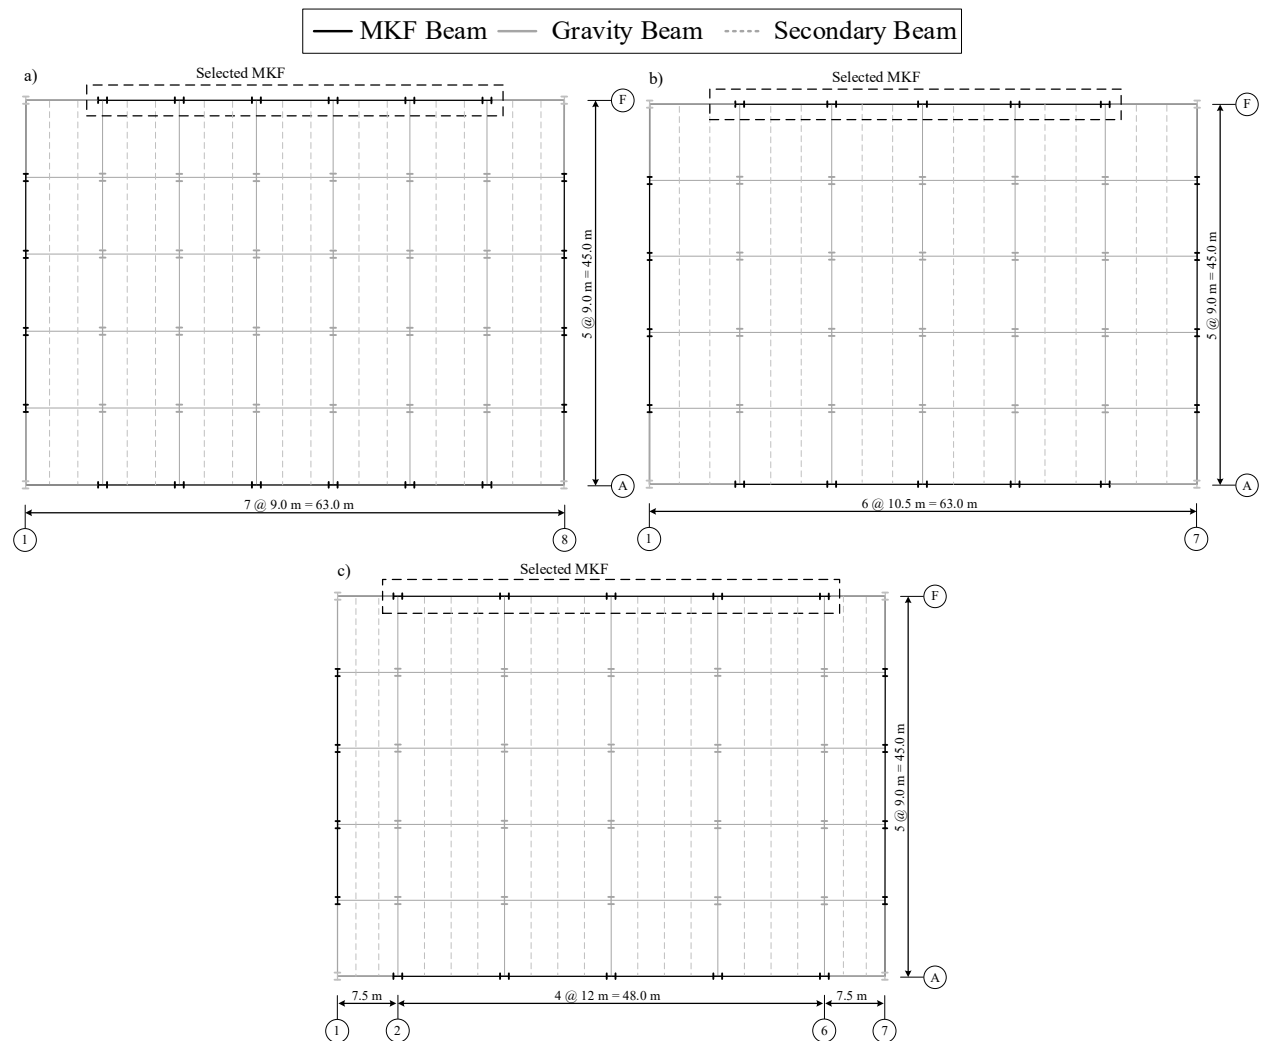 MKF Beam Gravity Beam Secondary Beam
a)
Selected MKF
F
5 @ 9.0 m = 45.0 m
A
7 @ 9.0 m = 63.0 m
1
8
b)
Selected MKF
F
5 @ 9.0 m = 45.0 m
A
6 @ 10.5 m = 63.0 m
1
7
c)
Selected MKF
F
5 @ 9.0 m = 45.0 m
A
7.5 m
4 @ 12 m = 48.0 m
7.5 m
1
2
6
7